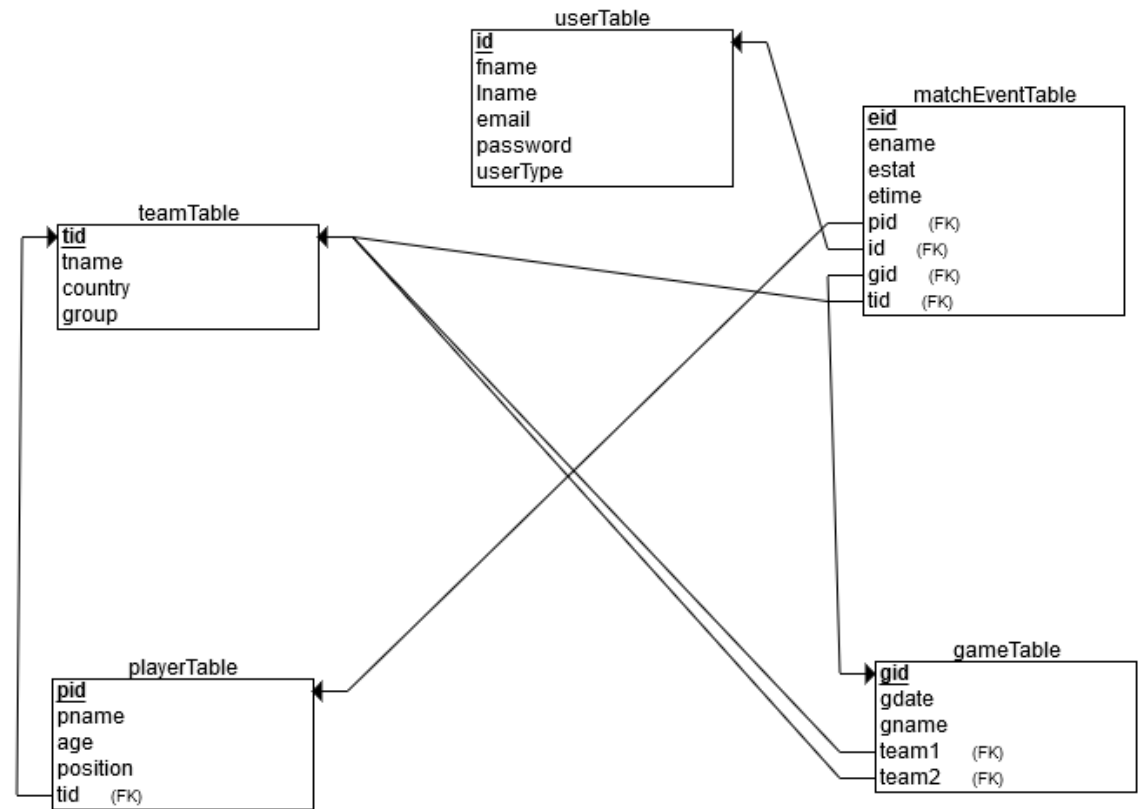 userTable
id
fname
lname
email
password
userType
matchEventTable
eid
ename
estat
etime
pid (FK)
id (FK)
gid (FK)
tid (FK)
teamTable
tid
tname
country
group
playerTable
pid
pname
age
position
tid (FK)
gameTable
gid
gdate
gname
team1 (FK)
team2 (FK)